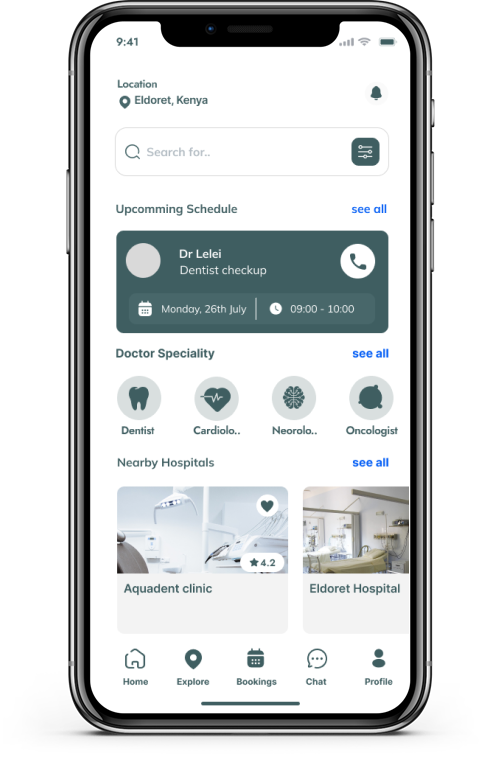 9:41
Location
Eldoret, Kenya
Search for..
Upcomming Schedule see all
Dr Lelei
Dentist checkup
Monday, 26th July 09:00 - 10:00
Doctor Speciality see all
Dentist Cardiolo.. Neorolo.. Oncologist
Nearby Hospitals see all
4.2
Aquadent clinic Eldoret Hospital
Home Explore Bookings Chat Profile